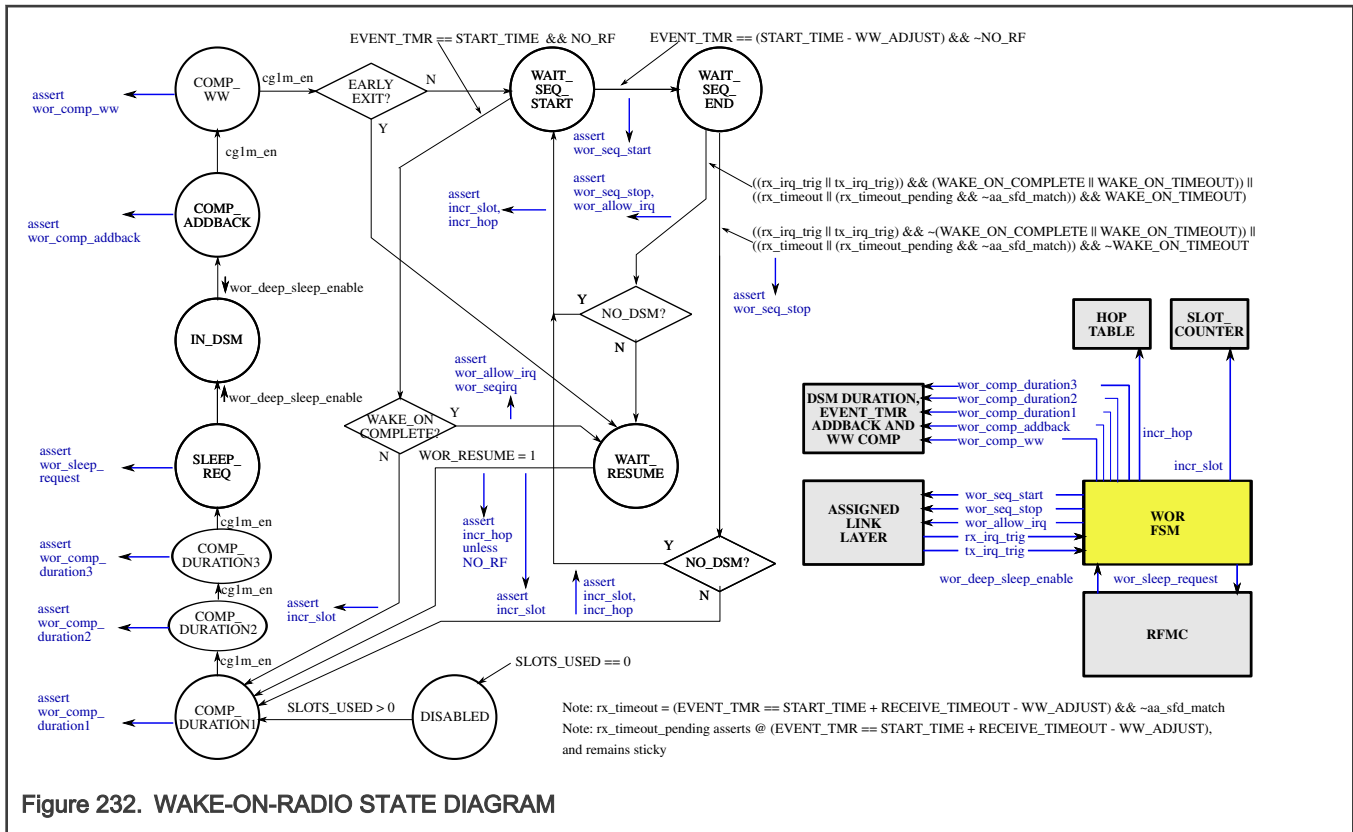 EVENT_TMR == START_TIME && NO_RF
EVENT_TMR == (START_TIME - WW_ADJUST) && ~NO_RF
COMP_
WW
cg1m_en
EARLY
EXIT?
N
Y
WAIT_
SEQ_
START
WAIT_
SEQ_
END
assert
wor_comp_ww
assert
wor_seq_start
cg1m_en
assert
wor_seq_stop,
wor_allow_irq
((rx_irq_trig || tx_irq_trig)) && (WAKE_ON_COMPLETE || WAKE_ON_TIMEOUT)) ||
((rx_timeout || (rx_timeout_pending && ~aa_sfd_match)) && WAKE_ON_TIMEOUT)
COMP_
ADDBACK
assert
incr_slot,
incr_hop
assert
wor_comp_addback
((rx_irq_trig || tx_irq_trig) && ~(WAKE_ON_COMPLETE || WAKE_ON_TIMEOUT)) ||
((rx_timeout || (rx_timeout_pending && ~aa_sfd_match)) && ~WAKE_ON_TIMEOUT
wor_deep_sleep_enable
assert
wor_seq_stop
Y
NO_DSM?
N
IN_DSM
HOP
TABLE
SLOT_
COUNTER
assert
wor_allow_irq
wor_seqirq
wor_deep_sleep_enable
DSM DURATION,
EVENT_TMR
ADDBACK AND
WW COMP
wor_comp_duration3
wor_comp_duration2
wor_comp_duration1
wor_comp_addback
wor_comp_ww
incr_hop
incr_slot
WAKE_ON
COMPLETE?
Y
N
WOR_RESUME = 1
WAIT_
RESUME
assert
wor_sleep_
request
SLEEP_
REQ
cg1m_en
assert
incr_hop
unless
NO_RF
ASSIGNED
LINK
LAYER
wor_seq_start
wor_seq_stop
wor_allow_irq
rx_irq_trig
tx_irq_trig
WOR
FSM
assert
wor_comp_
duration3
COMP_
DURATION3
cg1m_en
Y
NO_DSM?
N
assert
incr_slot
assert
incr_slot
assert
incr_slot,
incr_hop
wor_deep_sleep_enable
wor_sleep_request
RFMC
assert
wor_comp_
duration2
COMP_
DURATION2
cg1m_en
SLOTS_USED == 0
assert
wor_comp_
duration1
COMP_
DURATION1
SLOTS_USED > 0
DISABLED
Note: rx_timeout = (EVENT_TMR == START_TIME + RECEIVE_TIMEOUT - WW_ADJUST) && ~aa_sfd_match
Note: rx_timeout_pending asserts @ (EVENT_TMR == START_TIME + RECEIVE_TIMEOUT - WW_ADJUST),
and remains sticky
Figure 232. WAKE-ON-RADIO STATE DIAGRAM